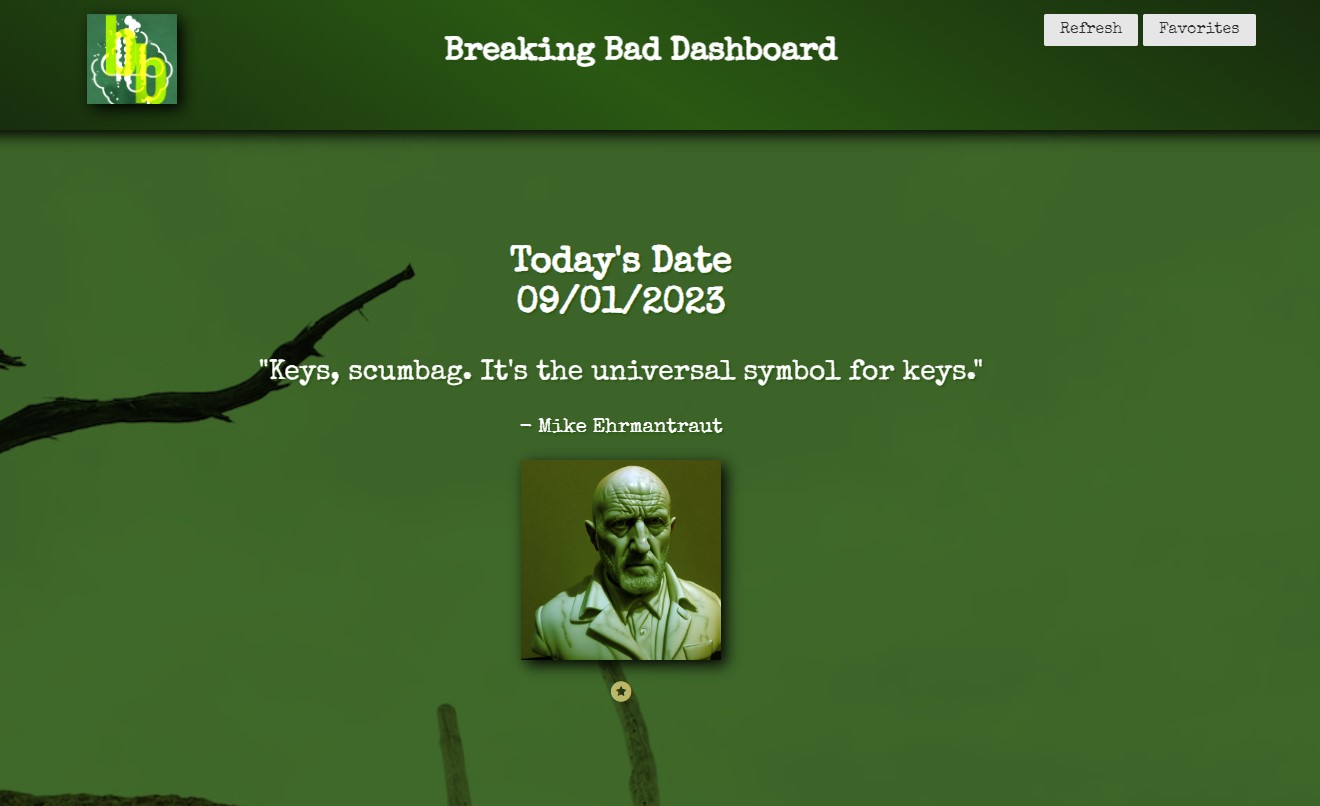 bb
Breaking Bad Dashboard
Refresh
Favorites
Today's Date
09/01/2023
"Keys, scumbag. It's the universal symbol for keys."
- Mike Ehrmantraut